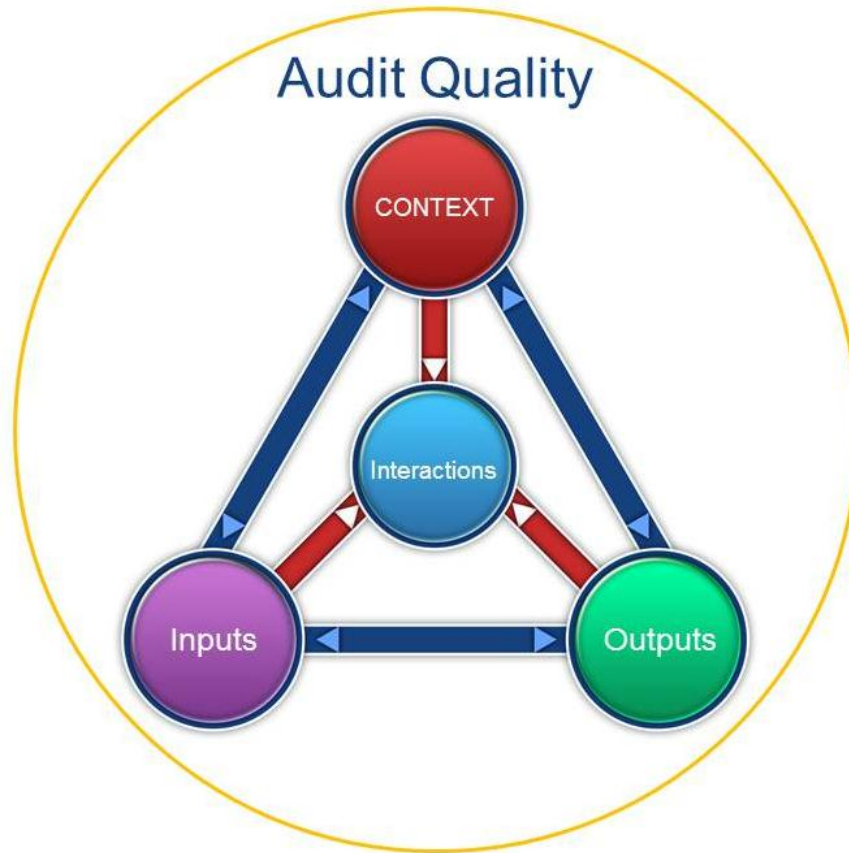 Audit Quality
CONTEXT
Interactions
Inputs
Outputs